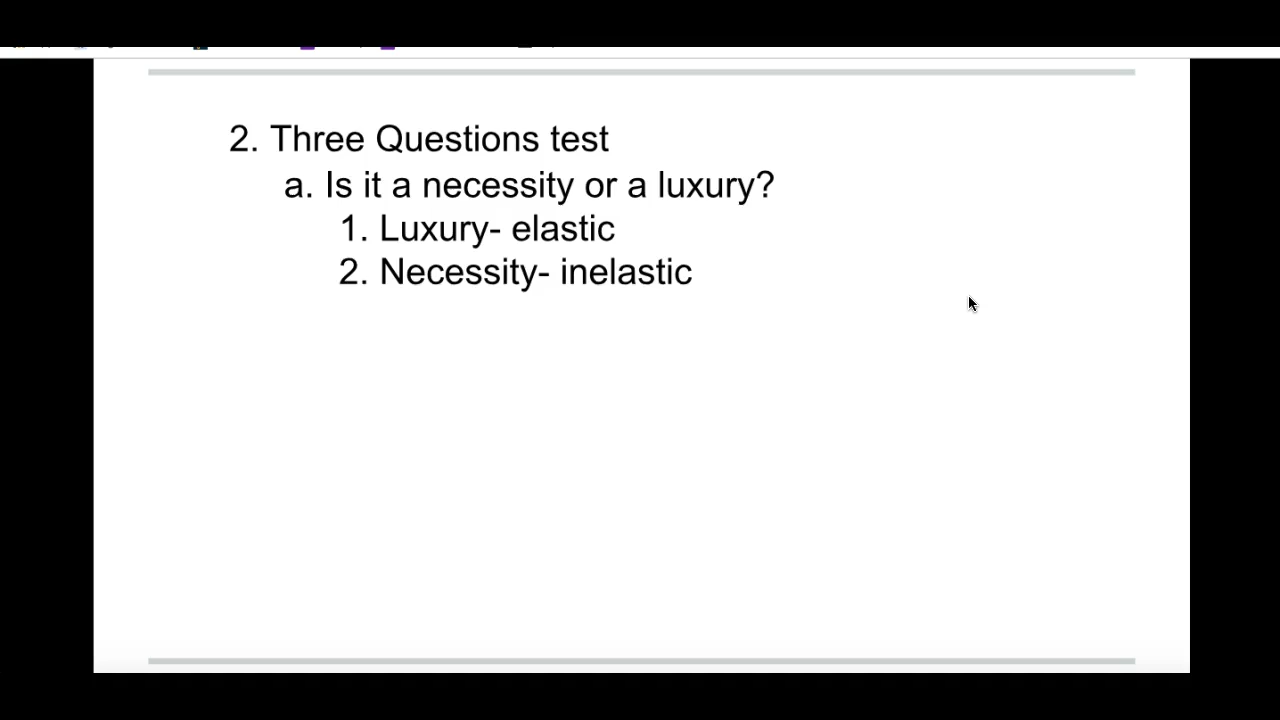 2. Three Questions test
a. Is it a necessity or a luxury?
1. Luxury- elastic
2. Necessity- inelastic